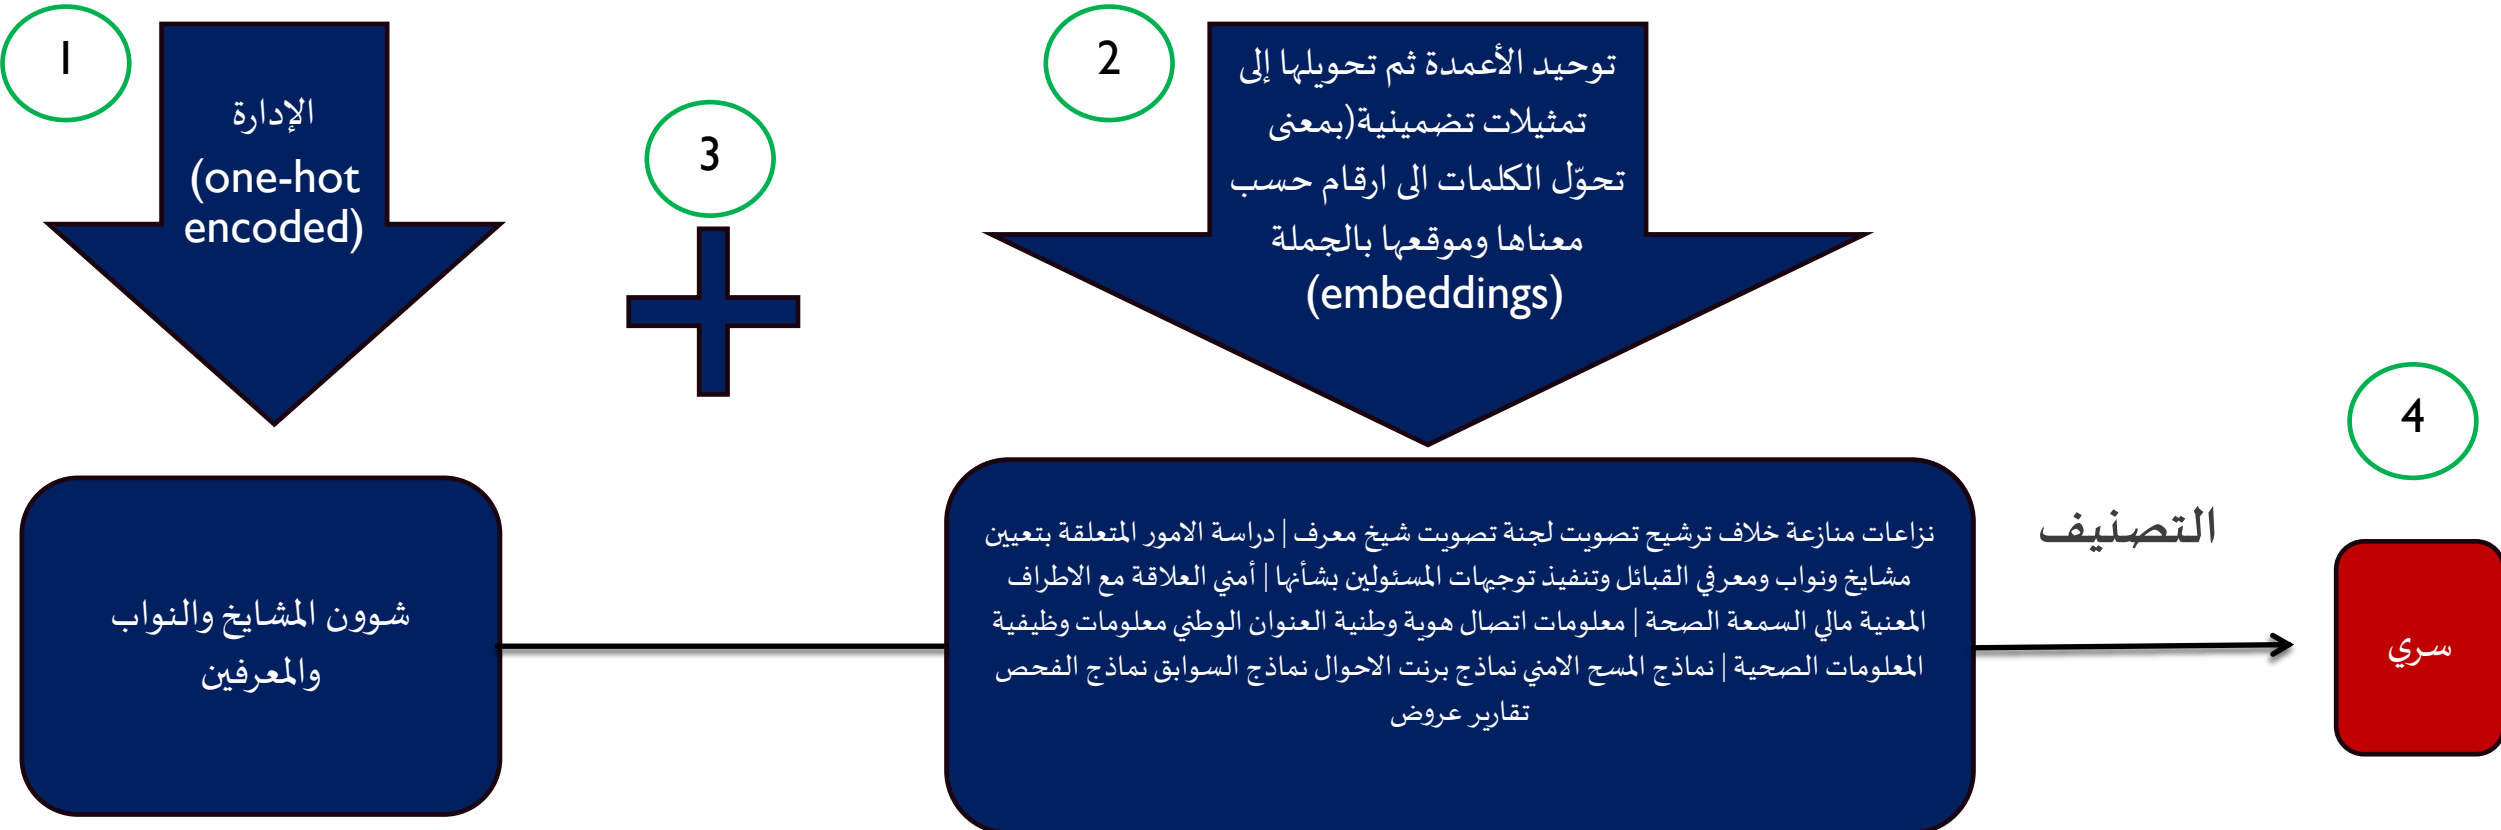 1
الإدارة
(one-hot
encoded)
3
2
توحيد الأعمدة ثم تحويلها إلى
تمثيلات تضمينية(بمعنى
تحوّل الكلمات الى ارقام حسب
معناها وموقعها بالجملة
(embeddings)
4
شوون المشايخ والنواب
والمعرفين
نزاعات منازعة خلاف ترشيح تصويت لجنة تصويت شيخ معرف | دراسة الامور المتعلقة بتعيين
مشايخ ونواب ومعرفي القبائل وتنفيذ توجيهات المسئولين بشأنها | أمني العلاقة مع الاطراف
المعنية مالي السمعة الصحة | معلومات اتصال هوية وطنية العنوان الوطني معلومات وظيفية
المعلومات الصحية | نماذج المسح الامني نماذج برنت الاحوال نماذج السوابق نماذج الفحص
تقارير عروض
التصنيف
سري